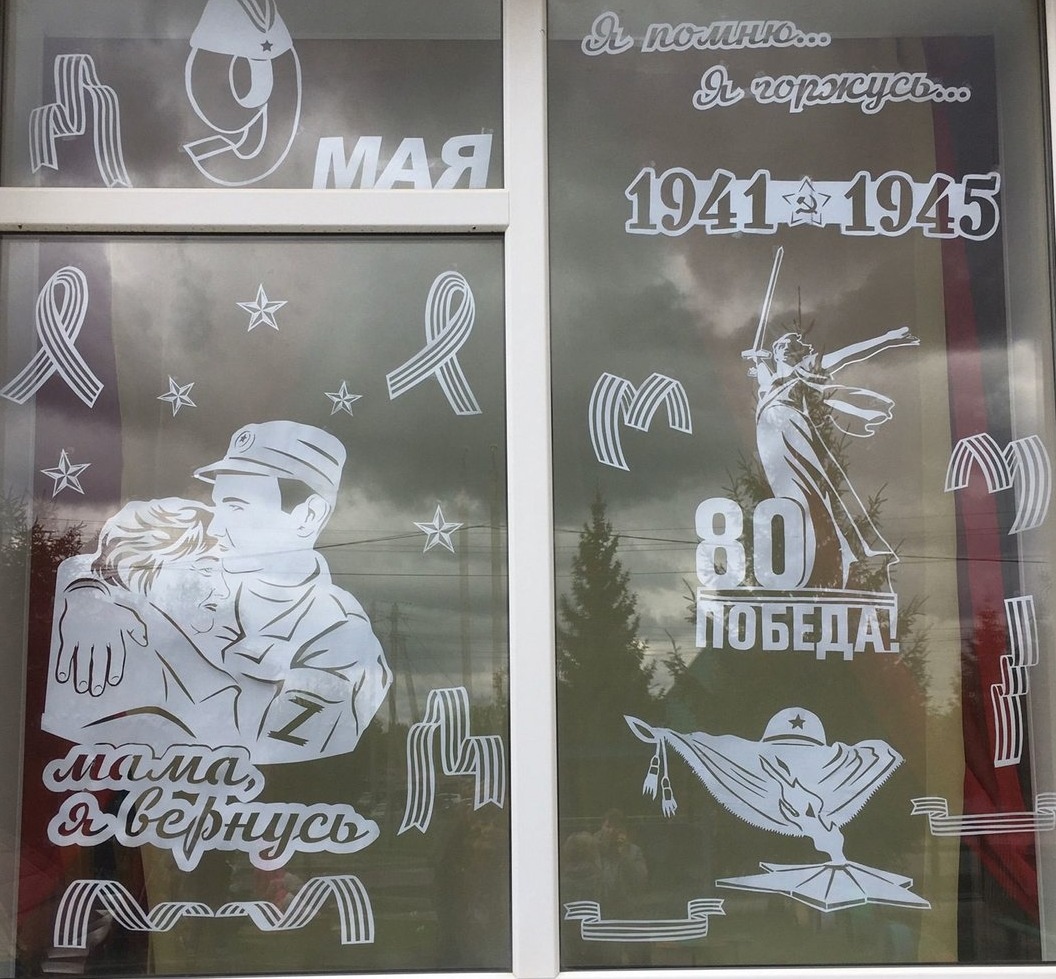 9
МАЯ
Z
мама,
я вернусь
Я помню...
Я горжусь...
1941 1945
80
ПОБЕДА!